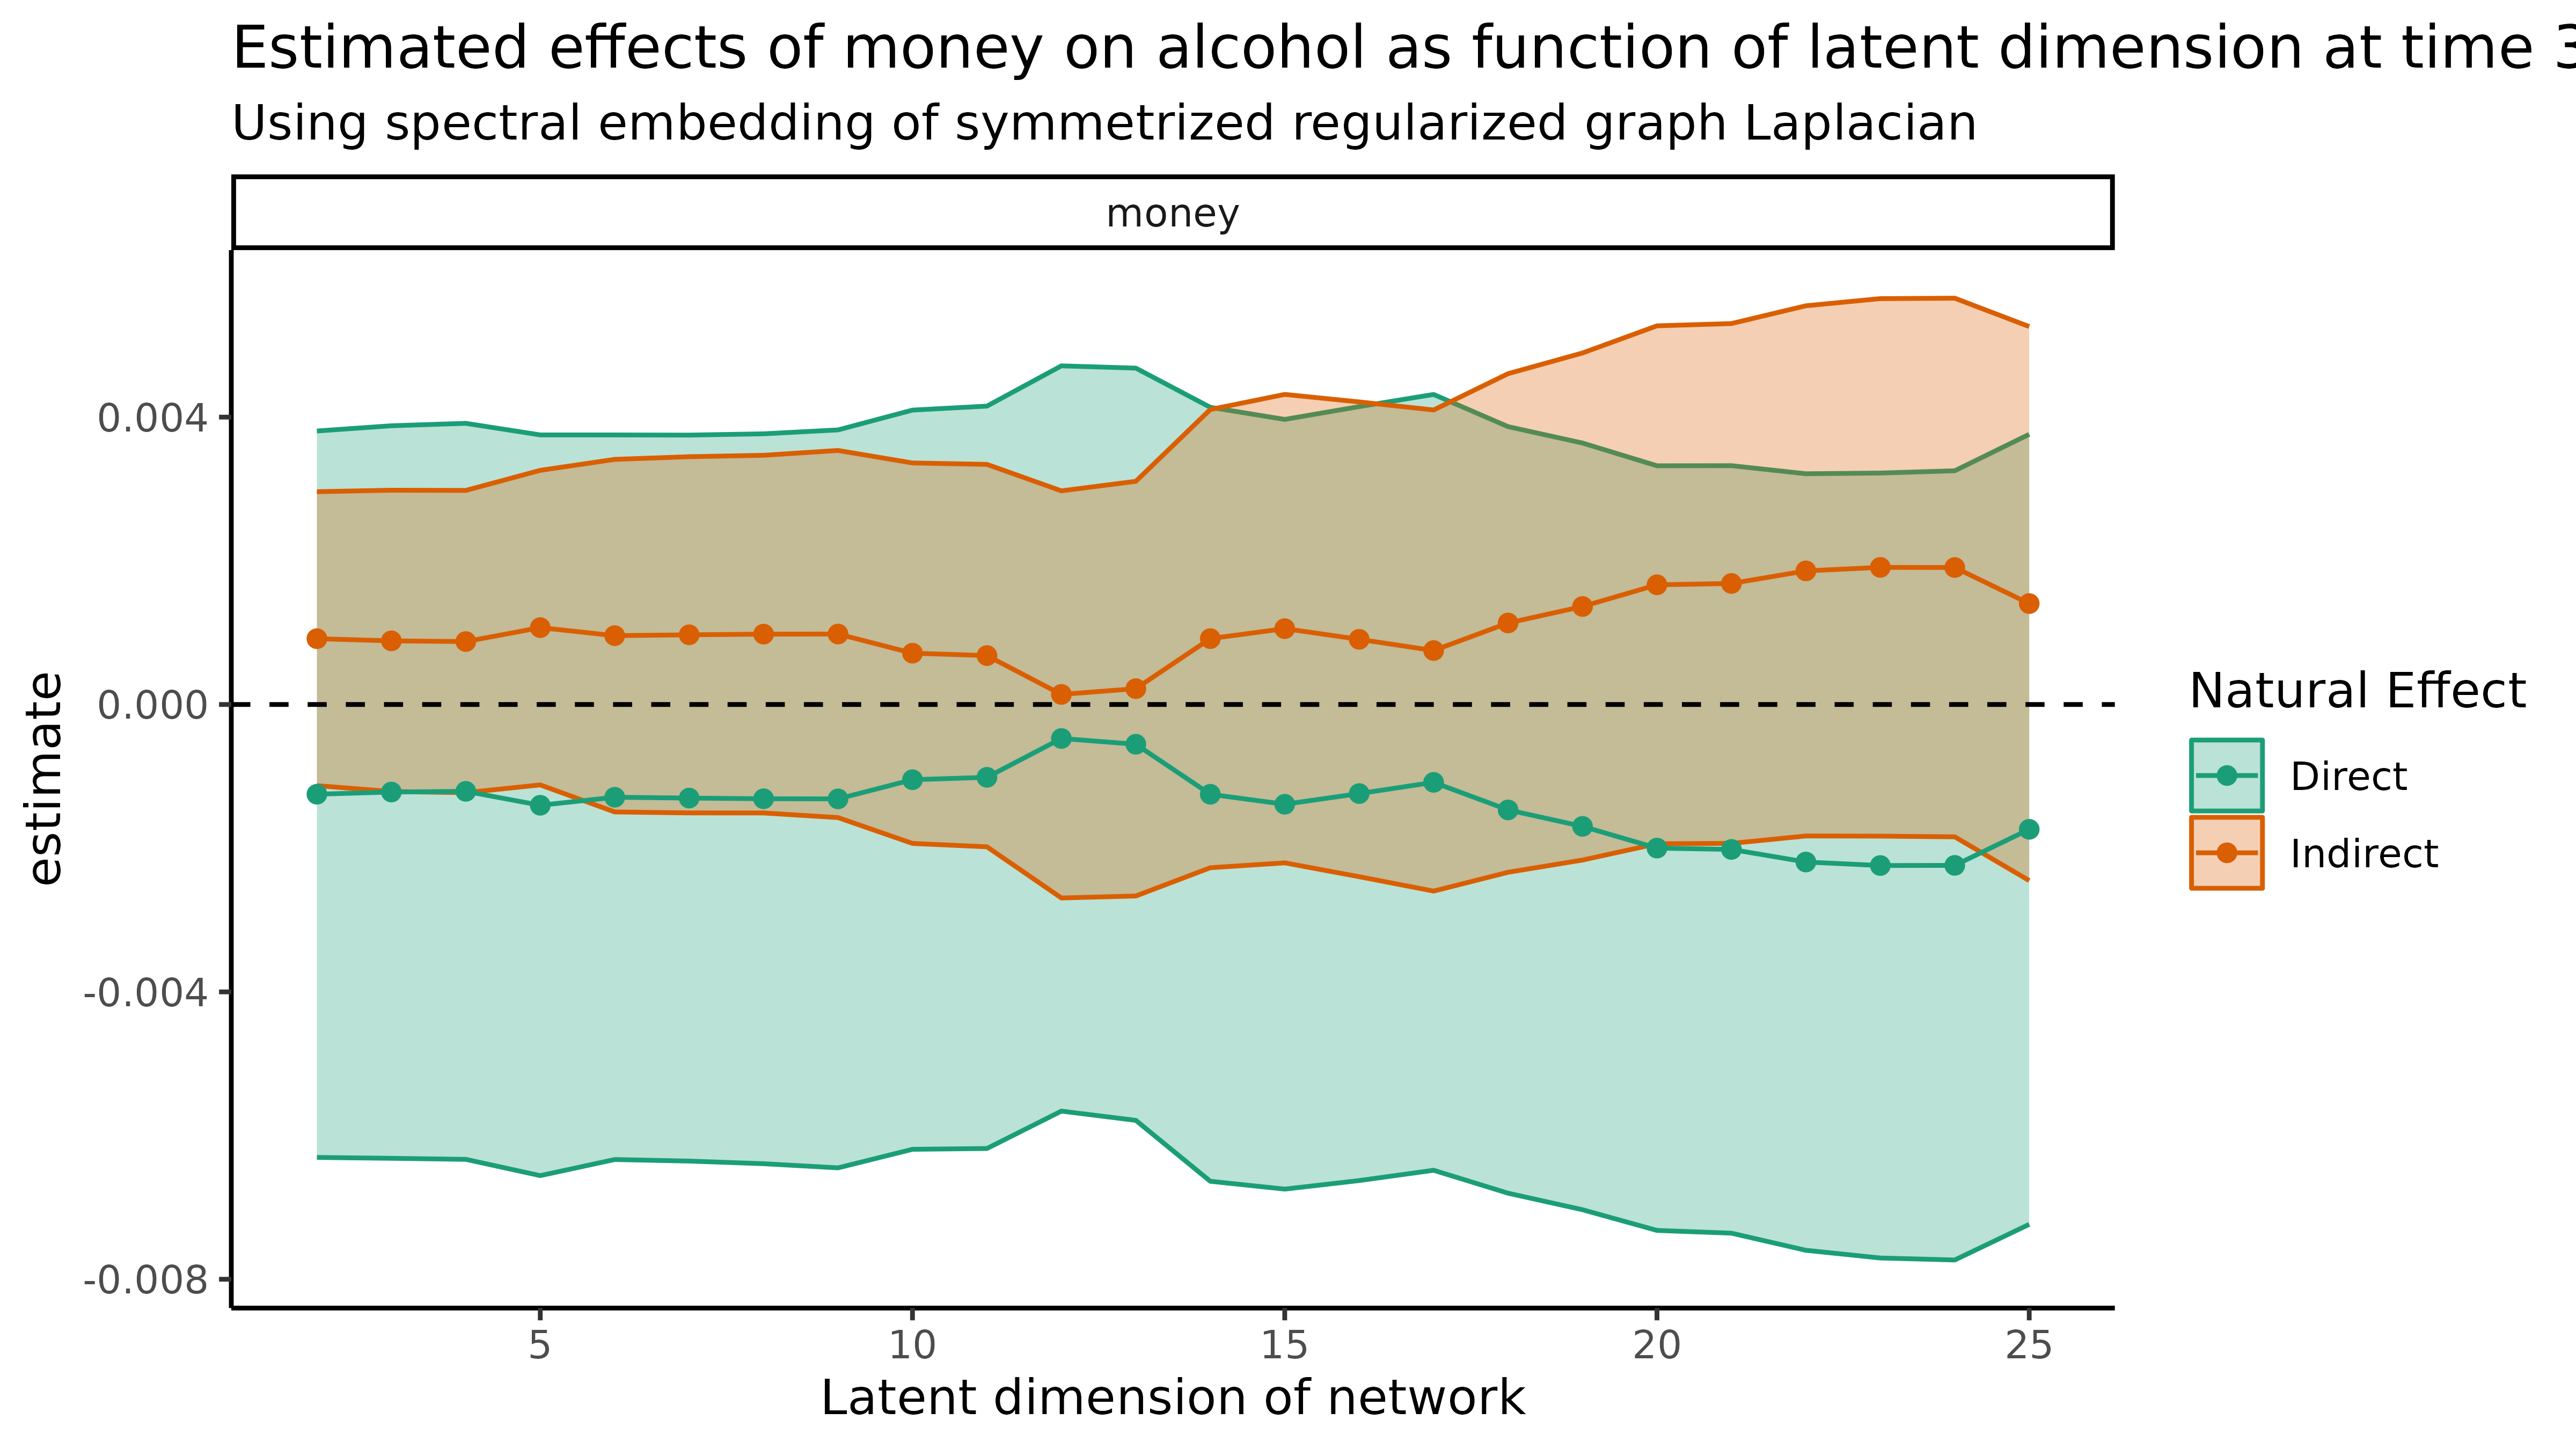 Estimated effects of money on alcohol as function of latent dimension at time 3
Using spectral embedding of symmetrized regularized graph Laplacian
money
0.004
0.000
-0.004
-0.008
estimate
5 10 15 20 25
Latent dimension of network
Natural Effect
Direct
Indirect